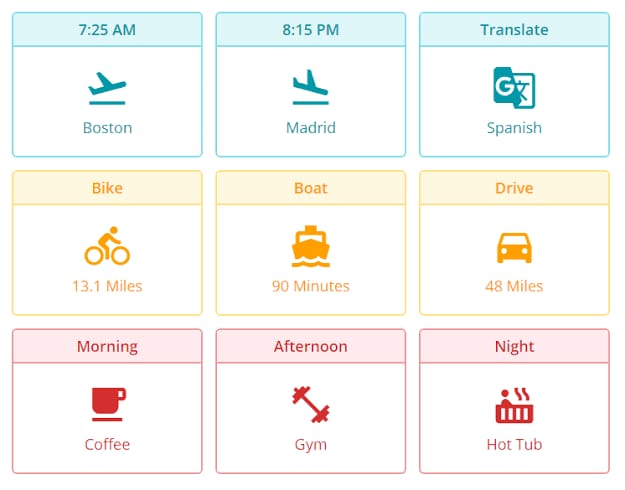 7:25 AM
8:15 PM
Translate
G 文
Boston
Madrid
Spanish
Bike
Boat
Drive
13.1 Miles
90 Minutes
48 Miles
Morning
Afternoon
Night
Coffee
Gym
Hot Tub